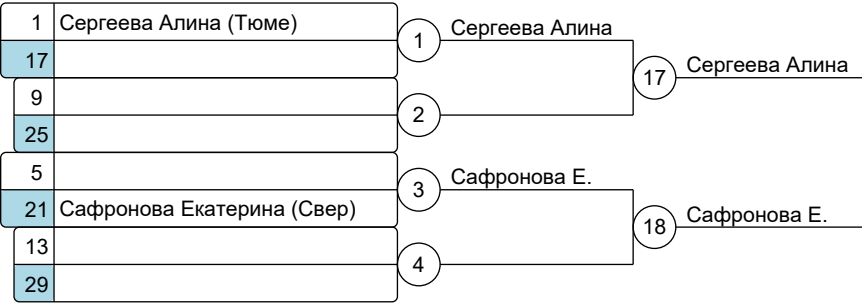 1 Сергеева Алина (Тюме)
17
1 Сергеева Алина
9
25
2
17 Сергеева Алина
5
21 Сафронова Екатерина (Свер)
3 Сафронова Е.
13
29
4
18 Сафронова Е.